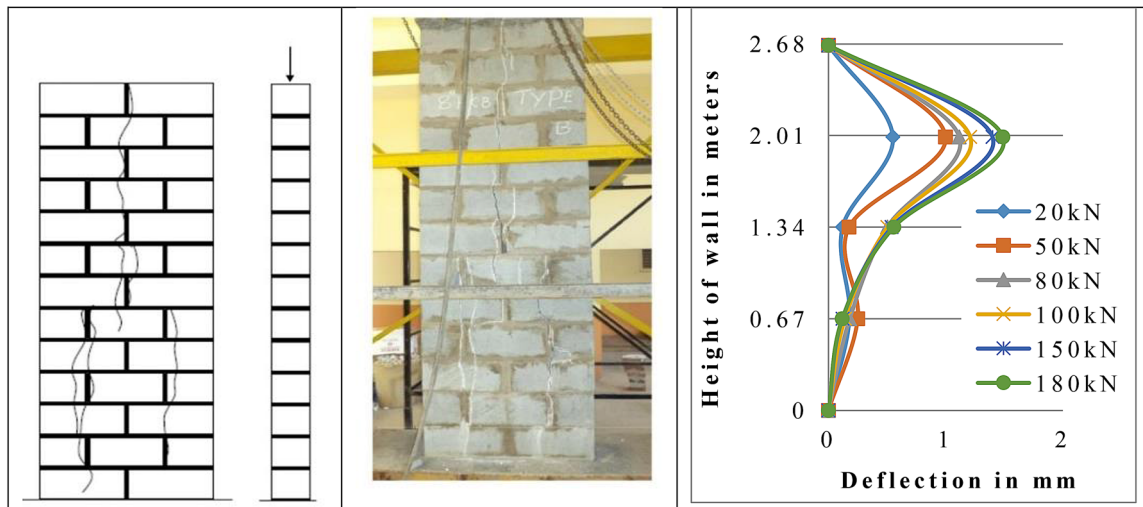 TYPE
B
Height of wall in meters
2.68
2.01
1.34
0.67
0
0 1 2
Deflection in mm
20kN
50kN
80kN
100kN
150kN
180kN